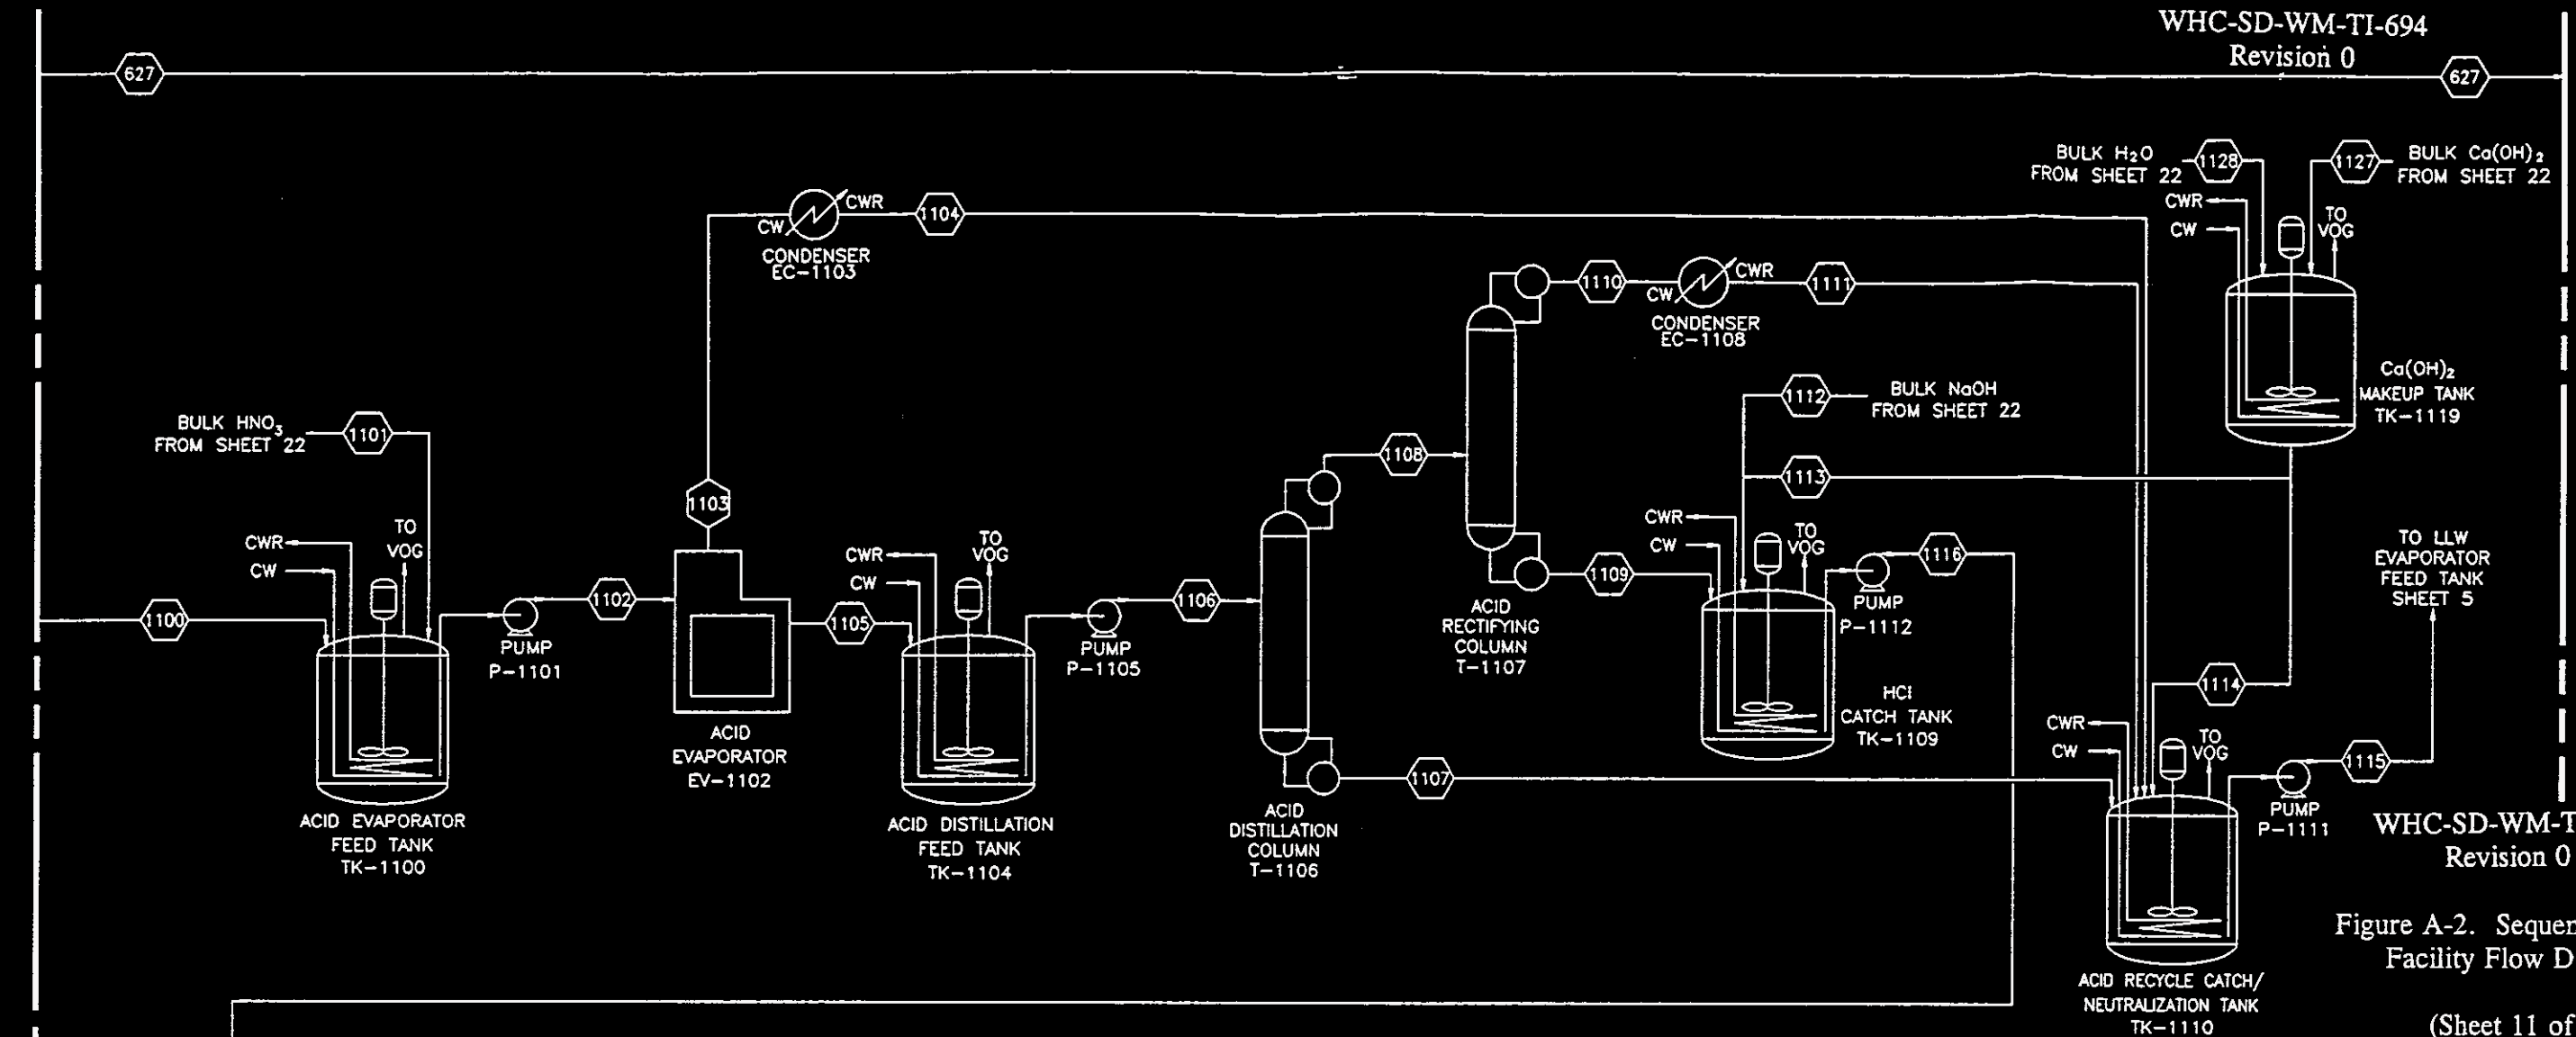 WHC-SD-WM-TI-694
Revision 0
627
627
BULK H₂O
FROM SHEET 22
1128
1127
BULK Ca(OH)₂
FROM SHEET 22
CWR
CW
TO
VOG
Ca(OH)₂
MAKEUP TANK
TK-1119
CW
CWR
1104
CONDENSER
EC-1103
1110
CW
CWR
1111
CONDENSER
EC-1108
1112
BULK NaOH
FROM SHEET 22
BULK HNO₃
FROM SHEET 22
1101
1108
1113
1103
CWR
CW
TO
VOG
1100
PUMP
P-1101
1102
ACID EVAPORATOR
FEED TANK
TK-1100
ACID
EVAPORATOR
EV-1102
1105
CWR
CW
TO
VOG
PUMP
P-1105
1106
ACID DISTILLATION
FEED TANK
TK-1104
ACID
DISTILLATION
COLUMN
T-1106
1107
ACID
RECTIFYING
COLUMN
T-1107
1109
CWR
CW
TO
VOG
PUMP
P-1112
1116
HCl
CATCH TANK
TK-1109
TO LLW
EVAPORATOR
FEED TANK
SHEET 5
1114
CWR
CW
TO
VOG
PUMP
P-1111
1115
ACID RECYCLE CATCH/
NEUTRALIZATION TANK
TK-1110
WHC-SD-WM-T
Revision 0
Figure A-2. Sequen
Facility Flow D
(Sheet 11 of